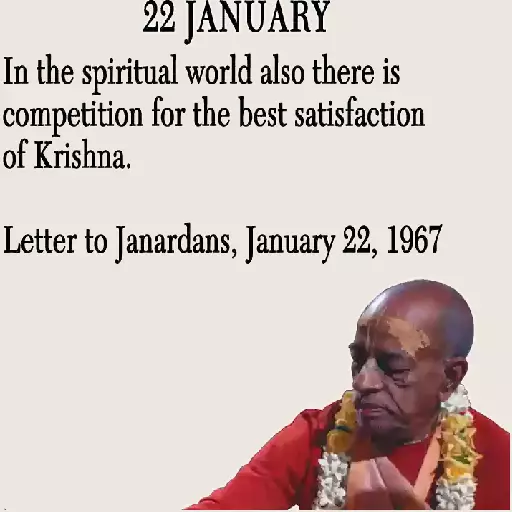 22 JANUARY
In the spiritual world also there is
competition for the best satisfaction
of Krishna.
Letter to Janardans, January 22, 1967